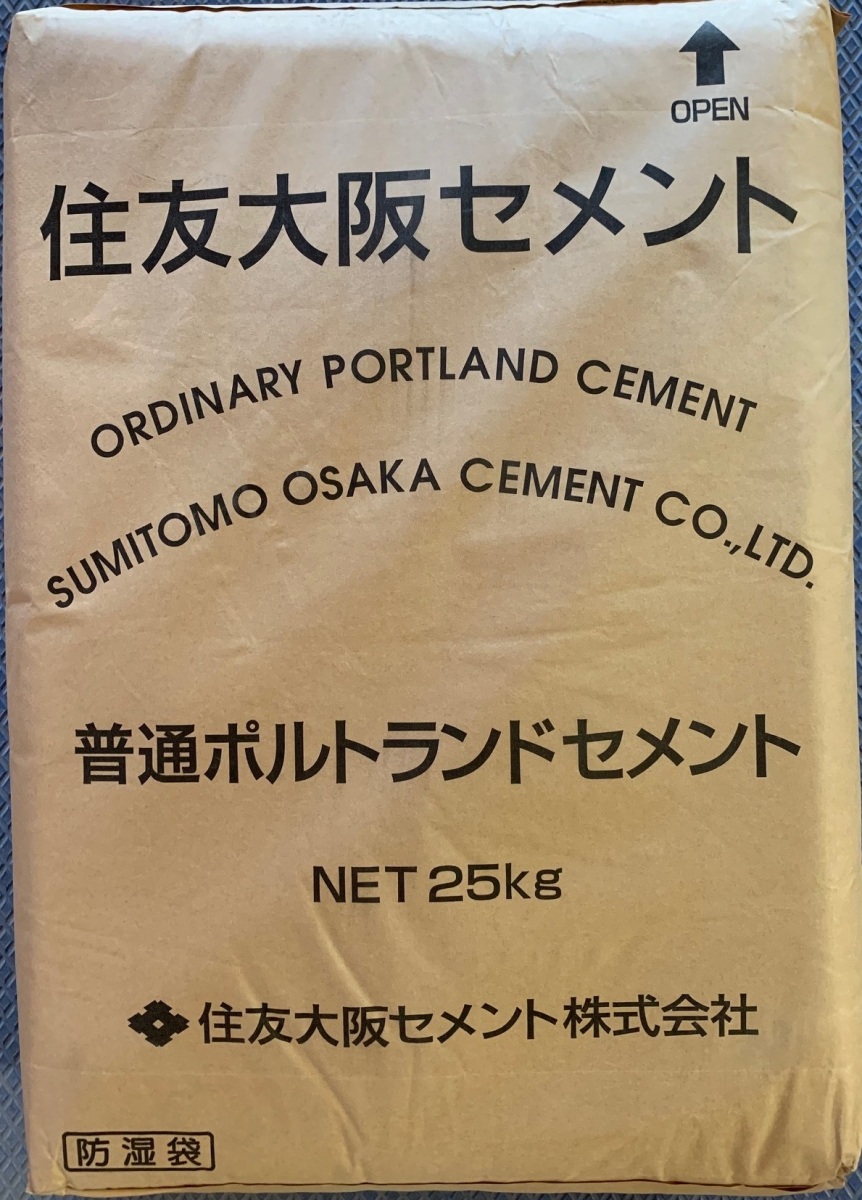 OPEN
住友大阪セメント
ORDINARY PORTLAND CEMENT
SUMITOMO OSAKA CEMENT CO.,LTD.
普通ポルトランドセメント
NET 25kg
住友大阪セメント株式会社
防湿袋